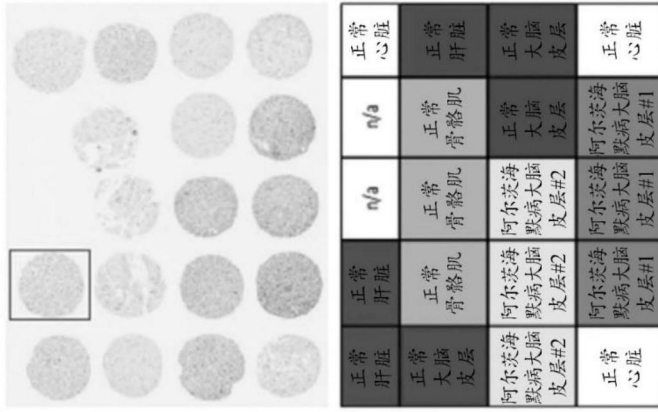 正常
肝脏
正常
肝脏
n/a
n/a
正常
心脏
正常
大脑
皮层
正常
骨骼肌
正常
骨骼肌
正常
骨骼肌
正常
肝脏
阿尔茨海
默病大脑
皮层#2
阿尔茨海
默病大脑
皮层#2
阿尔茨海
默病大脑
皮层#2
正常
大脑
皮层
正常
大脑
皮层
正常
心脏
阿尔茨海
默病大脑
皮层#1
阿尔茨海
默病大脑
皮层#1
阿尔茨海
默病大脑
皮层#1
正常
心脏